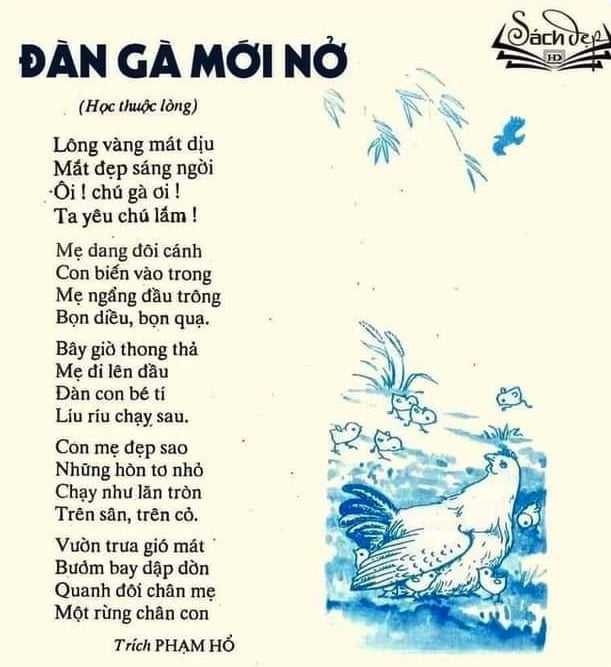 Sách đẹp
HD
ĐÀN GÀ MỚI NỞ
(Học thuộc lòng)
Lông vàng mát dịu
Mắt đẹp sáng ngời
Ôi ! chú gà ơi !
Ta yêu chú lắm !
Mẹ dang đôi cánh
Con biến vào trong
Mẹ ngẩng đầu trông
Bọn diều, bọn quạ.
Bây giờ thong thả
Mẹ đi lên đầu
Đàn con bé tí
Líu ríu chạy sau.
Con mẹ đẹp sao
Những hòn tơ nhỏ
Chạy như lăn tròn
Trên sân, trên cỏ.
Vườn trưa gió mát
Bướm bay dập dờn
Quanh đôi chân mẹ
Một rừng chân con
Trích PHẠM HỔ